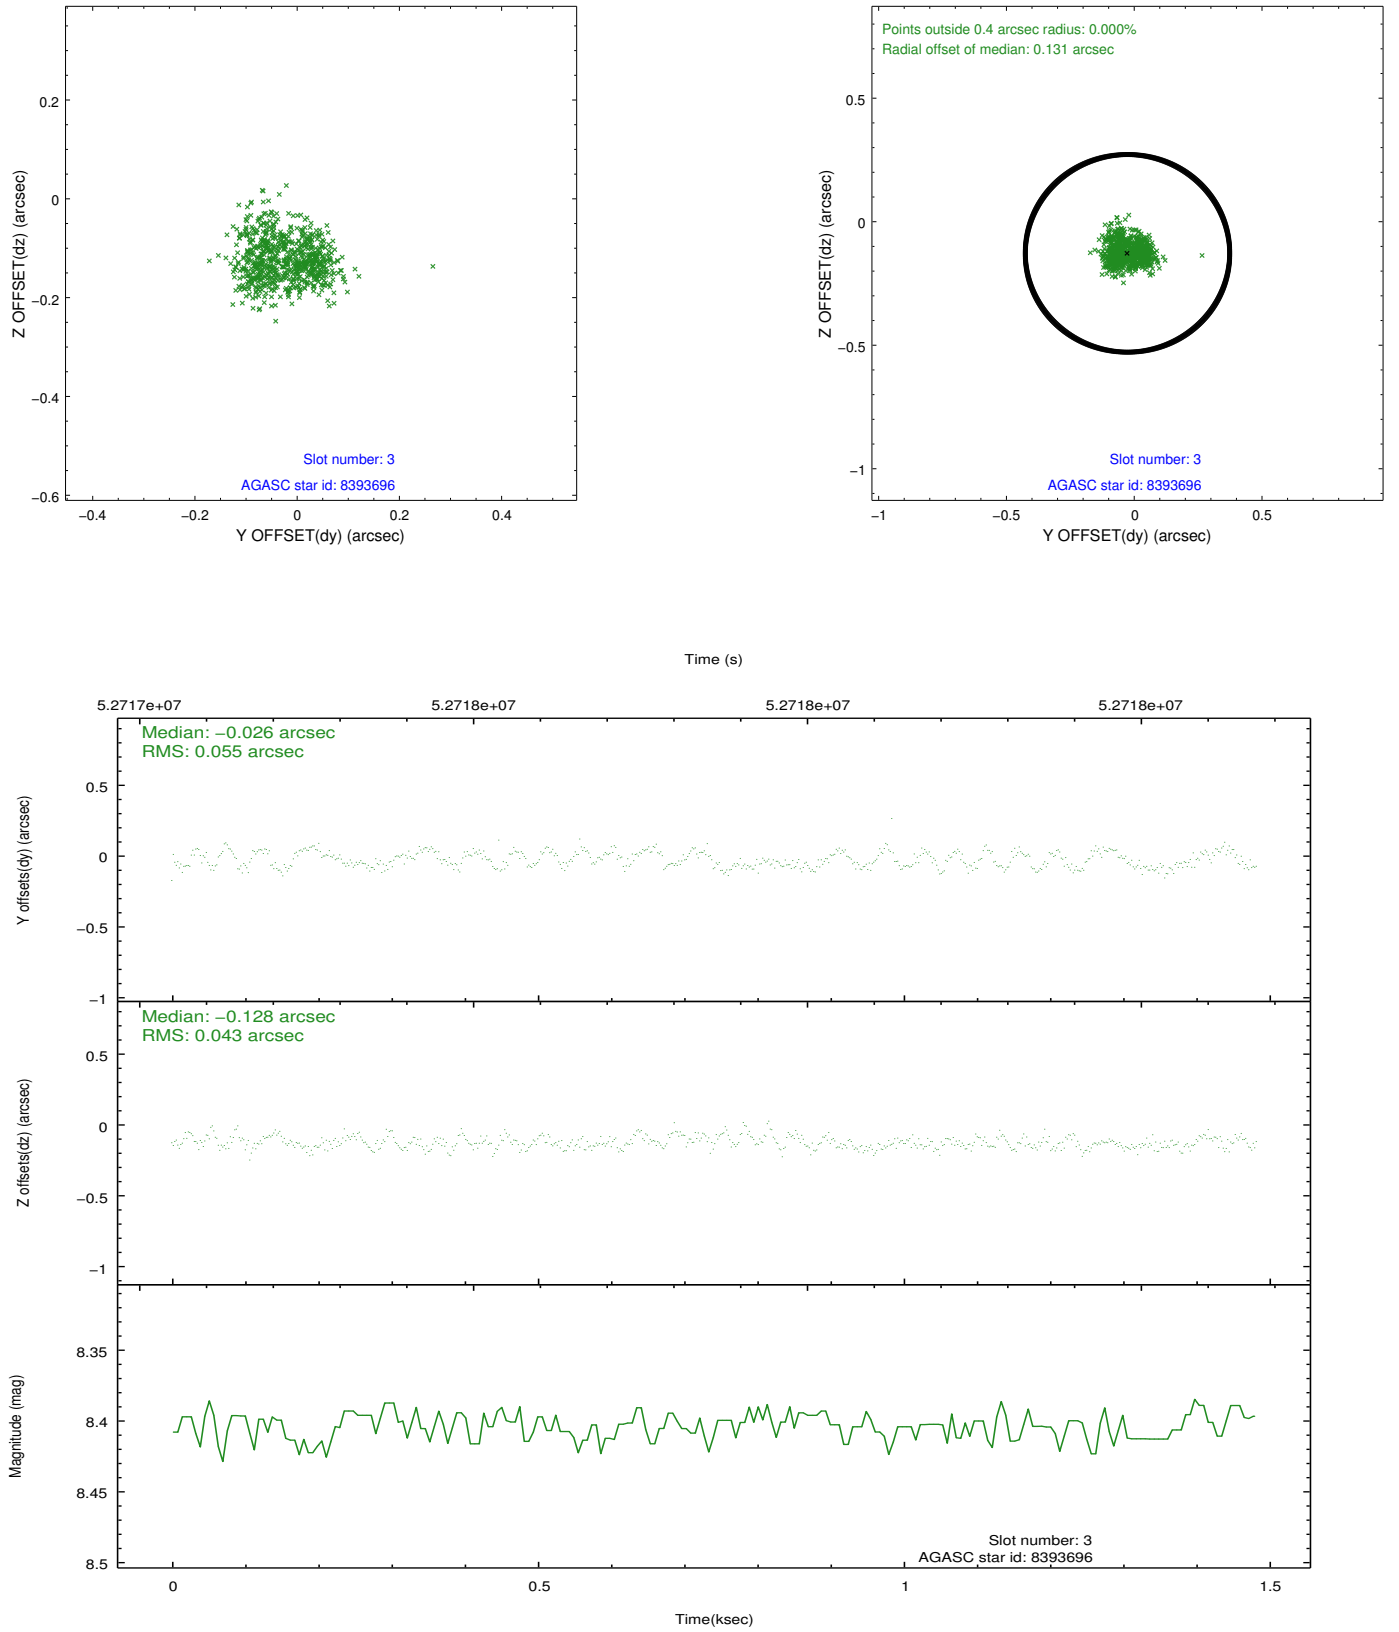 0.2
0
−0.2
−0.4
−0.6
Z OFFSET(dz) (arcsec)
−0.4
−0.2
0
0.2
0.4
Y OFFSET(dy) (arcsec)
Slot number: 3
AGASC star id: 8393696
Points outside 0.4 arcsec radius: 0.000%
Radial offset of median: 0.131 arcsec
0.5
0
−0.5
−1
Z OFFSET(dz) (arcsec)
−1
−0.5
0
0.5
Y OFFSET(dy) (arcsec)
Slot number: 3
AGASC star id: 8393696
Time (s)
5.2717e+07
5.2718e+07
5.2718e+07
5.2718e+07
Median: −0.026 arcsec
RMS: 0.055 arcsec
0.5
0
−0.5
−1
Y offsets(dy) (arcsec)
Median: −0.128 arcsec
RMS: 0.043 arcsec
0.5
0
−0.5
−1
Z offsets(dz) (arcsec)
8.35
8.4
8.45
8.5
Magnitude (mag)
Slot number: 3
AGASC star id: 8393696
0
0.5
1
1.5
Time(ksec)